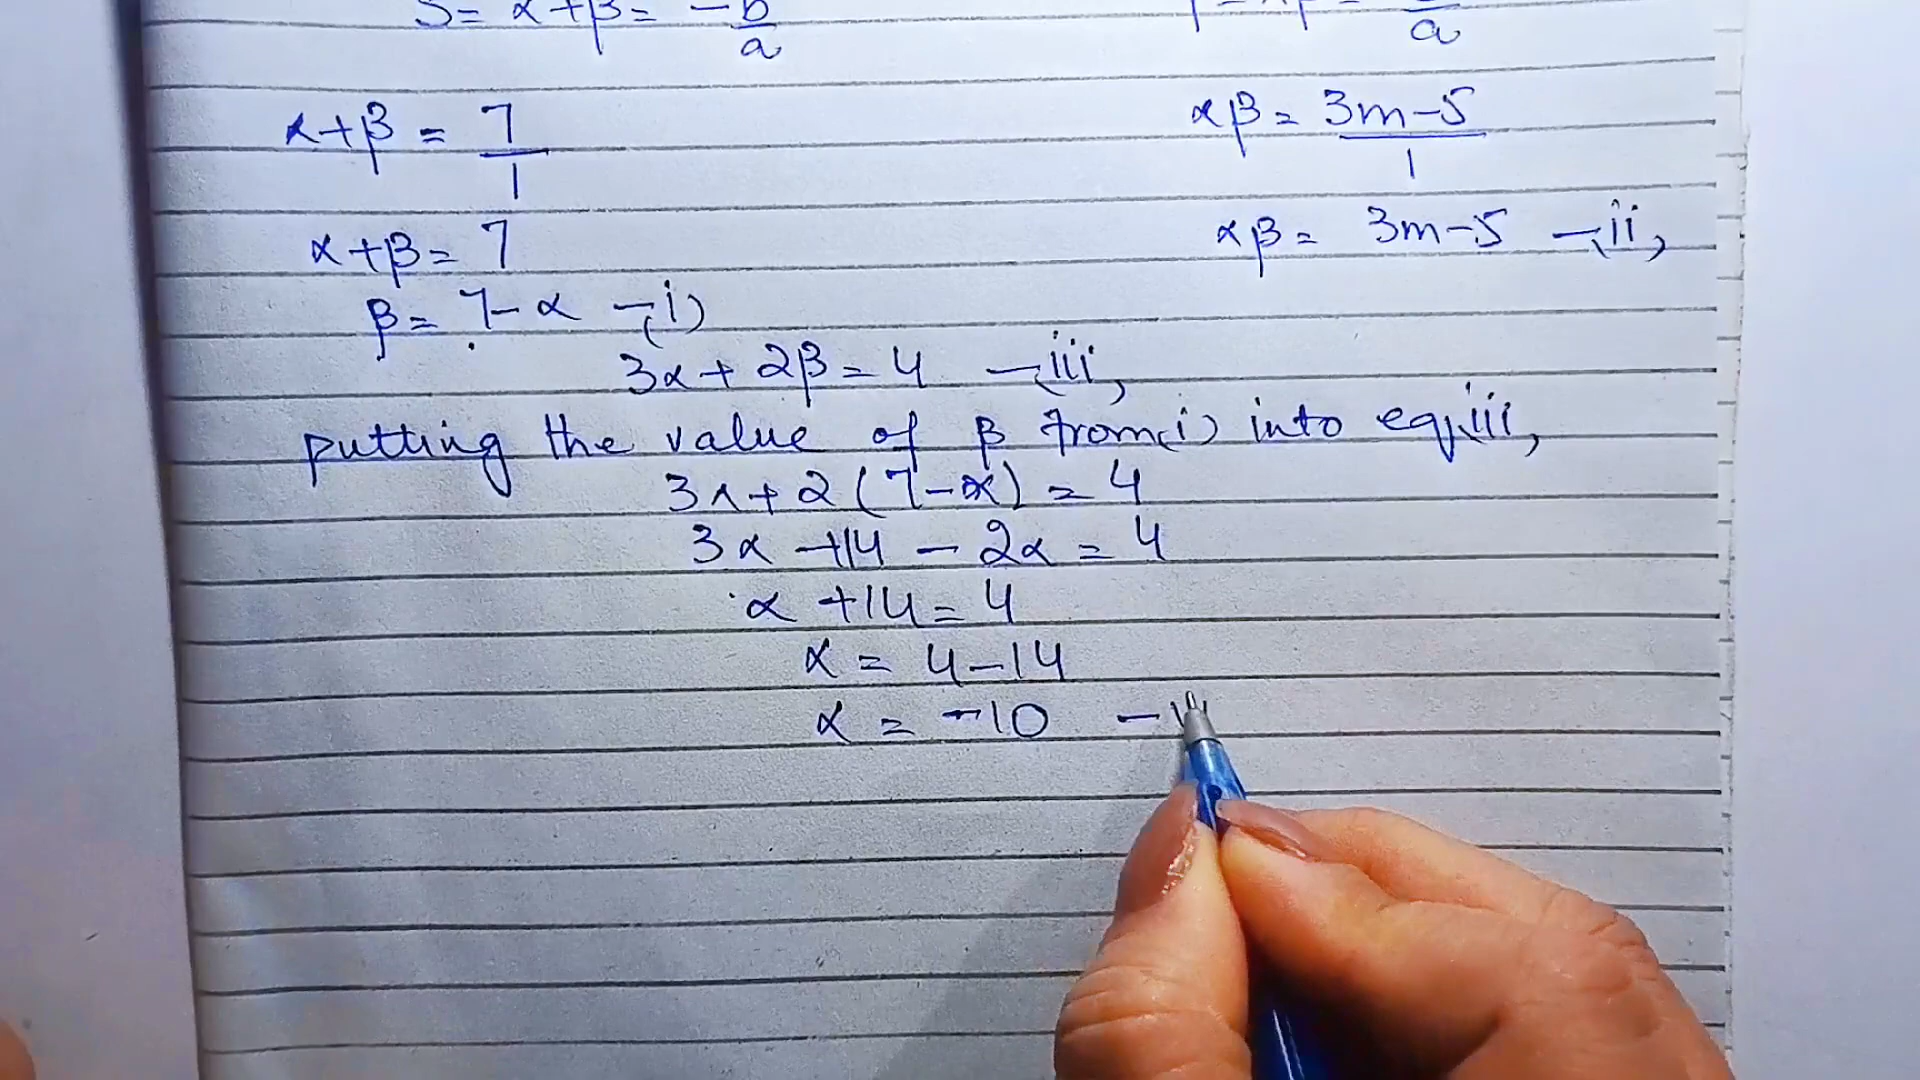 S = α + β = -b/a
αβ = /a
α + β = 7/1
αβ = 3m-5/1
α + β = 7
αβ = 3m-5 -(ii)
β = 7-α -(i)
3α + 2β = 4 -(iii)
putting the value of β from (i) into eq.(iii)
3α + 2(7-α) = 4
3α +14 - 2α = 4
α +14 = 4
α = 4-14
α = -10 -